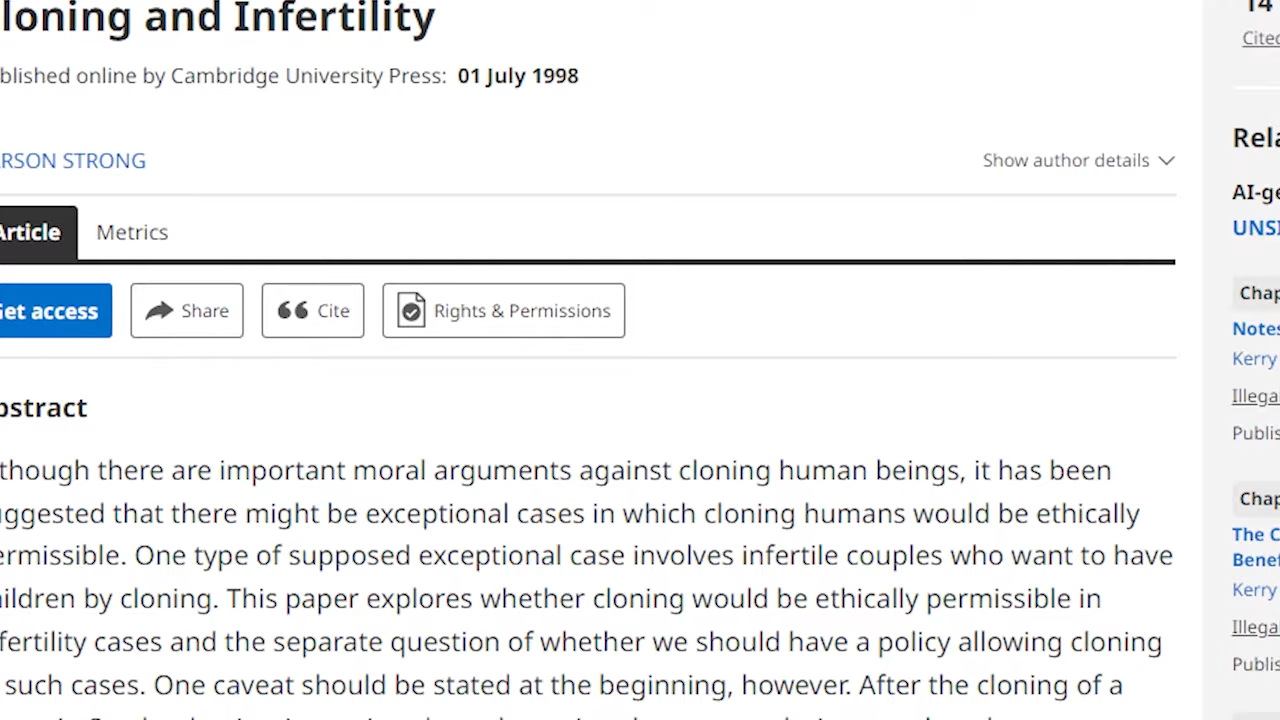 loning and Infertility
blished online by Cambridge University Press: 01 July 1998
RSON STRONG
Show author details
Article
Metrics
Get access
Share
Cite
Rights & Permissions
bstract
though there are important moral arguments against cloning human beings, it has been
ggested that there might be exceptional cases in which cloning humans would be ethically
ermissible. One type of supposed exceptional case involves infertile couples who want to have
ildren by cloning. This paper explores whether cloning would be ethically permissible in
fertility cases and the separate question of whether we should have a policy allowing cloning
such cases. One caveat should be stated at the beginning, however. After the cloning of a
14
Cited
Rela
AI-ge
UNSI
Chap
Notes
Kerry
Illega
Publis
Chap
The C
Benef
Kerry
Illega
Publis